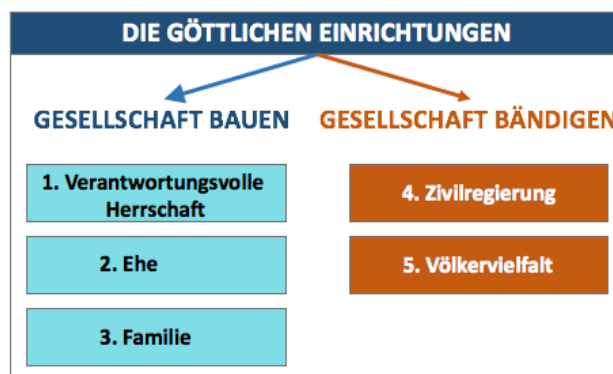 DIE GÖTTLICHEN EINRICHTUNGEN
GESELLSCHAFT BAUEN
1. Verantwortungsvolle
Herrschaft
2. Ehe
3. Familie
GESELLSCHAFT BÄNDIGEN
4. Zivilregierung
5. Völkervielfalt